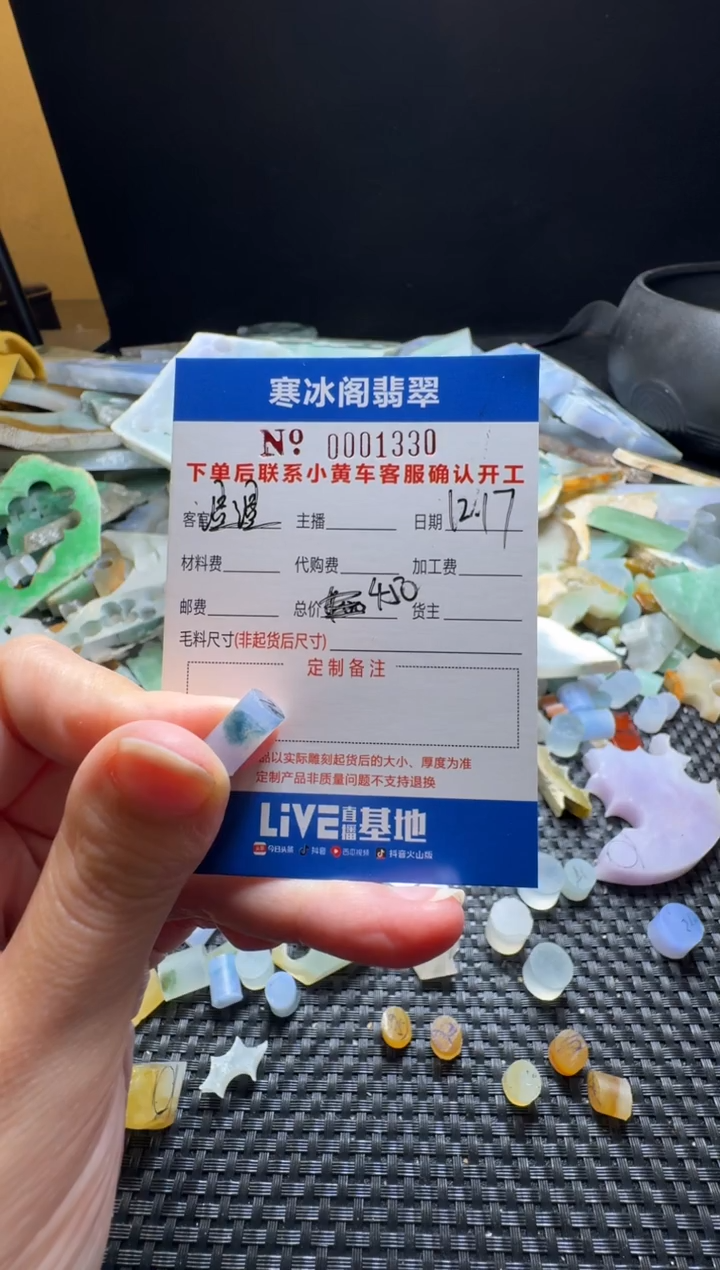 寒冰阁翡翠
Nº 0001330
下单后联系小黄车客服确认开工
客官 主播 日期 12.17
材料费 代购费 加工费
邮费 总价 450 货主
毛料尺寸(非起货后尺寸)
定制备注
品以实际雕刻起货后的大小、厚度为准
定制产品非质量问题不支持退换
LiVE直播基地
今日头条 抖音 西瓜视频 抖音火山版